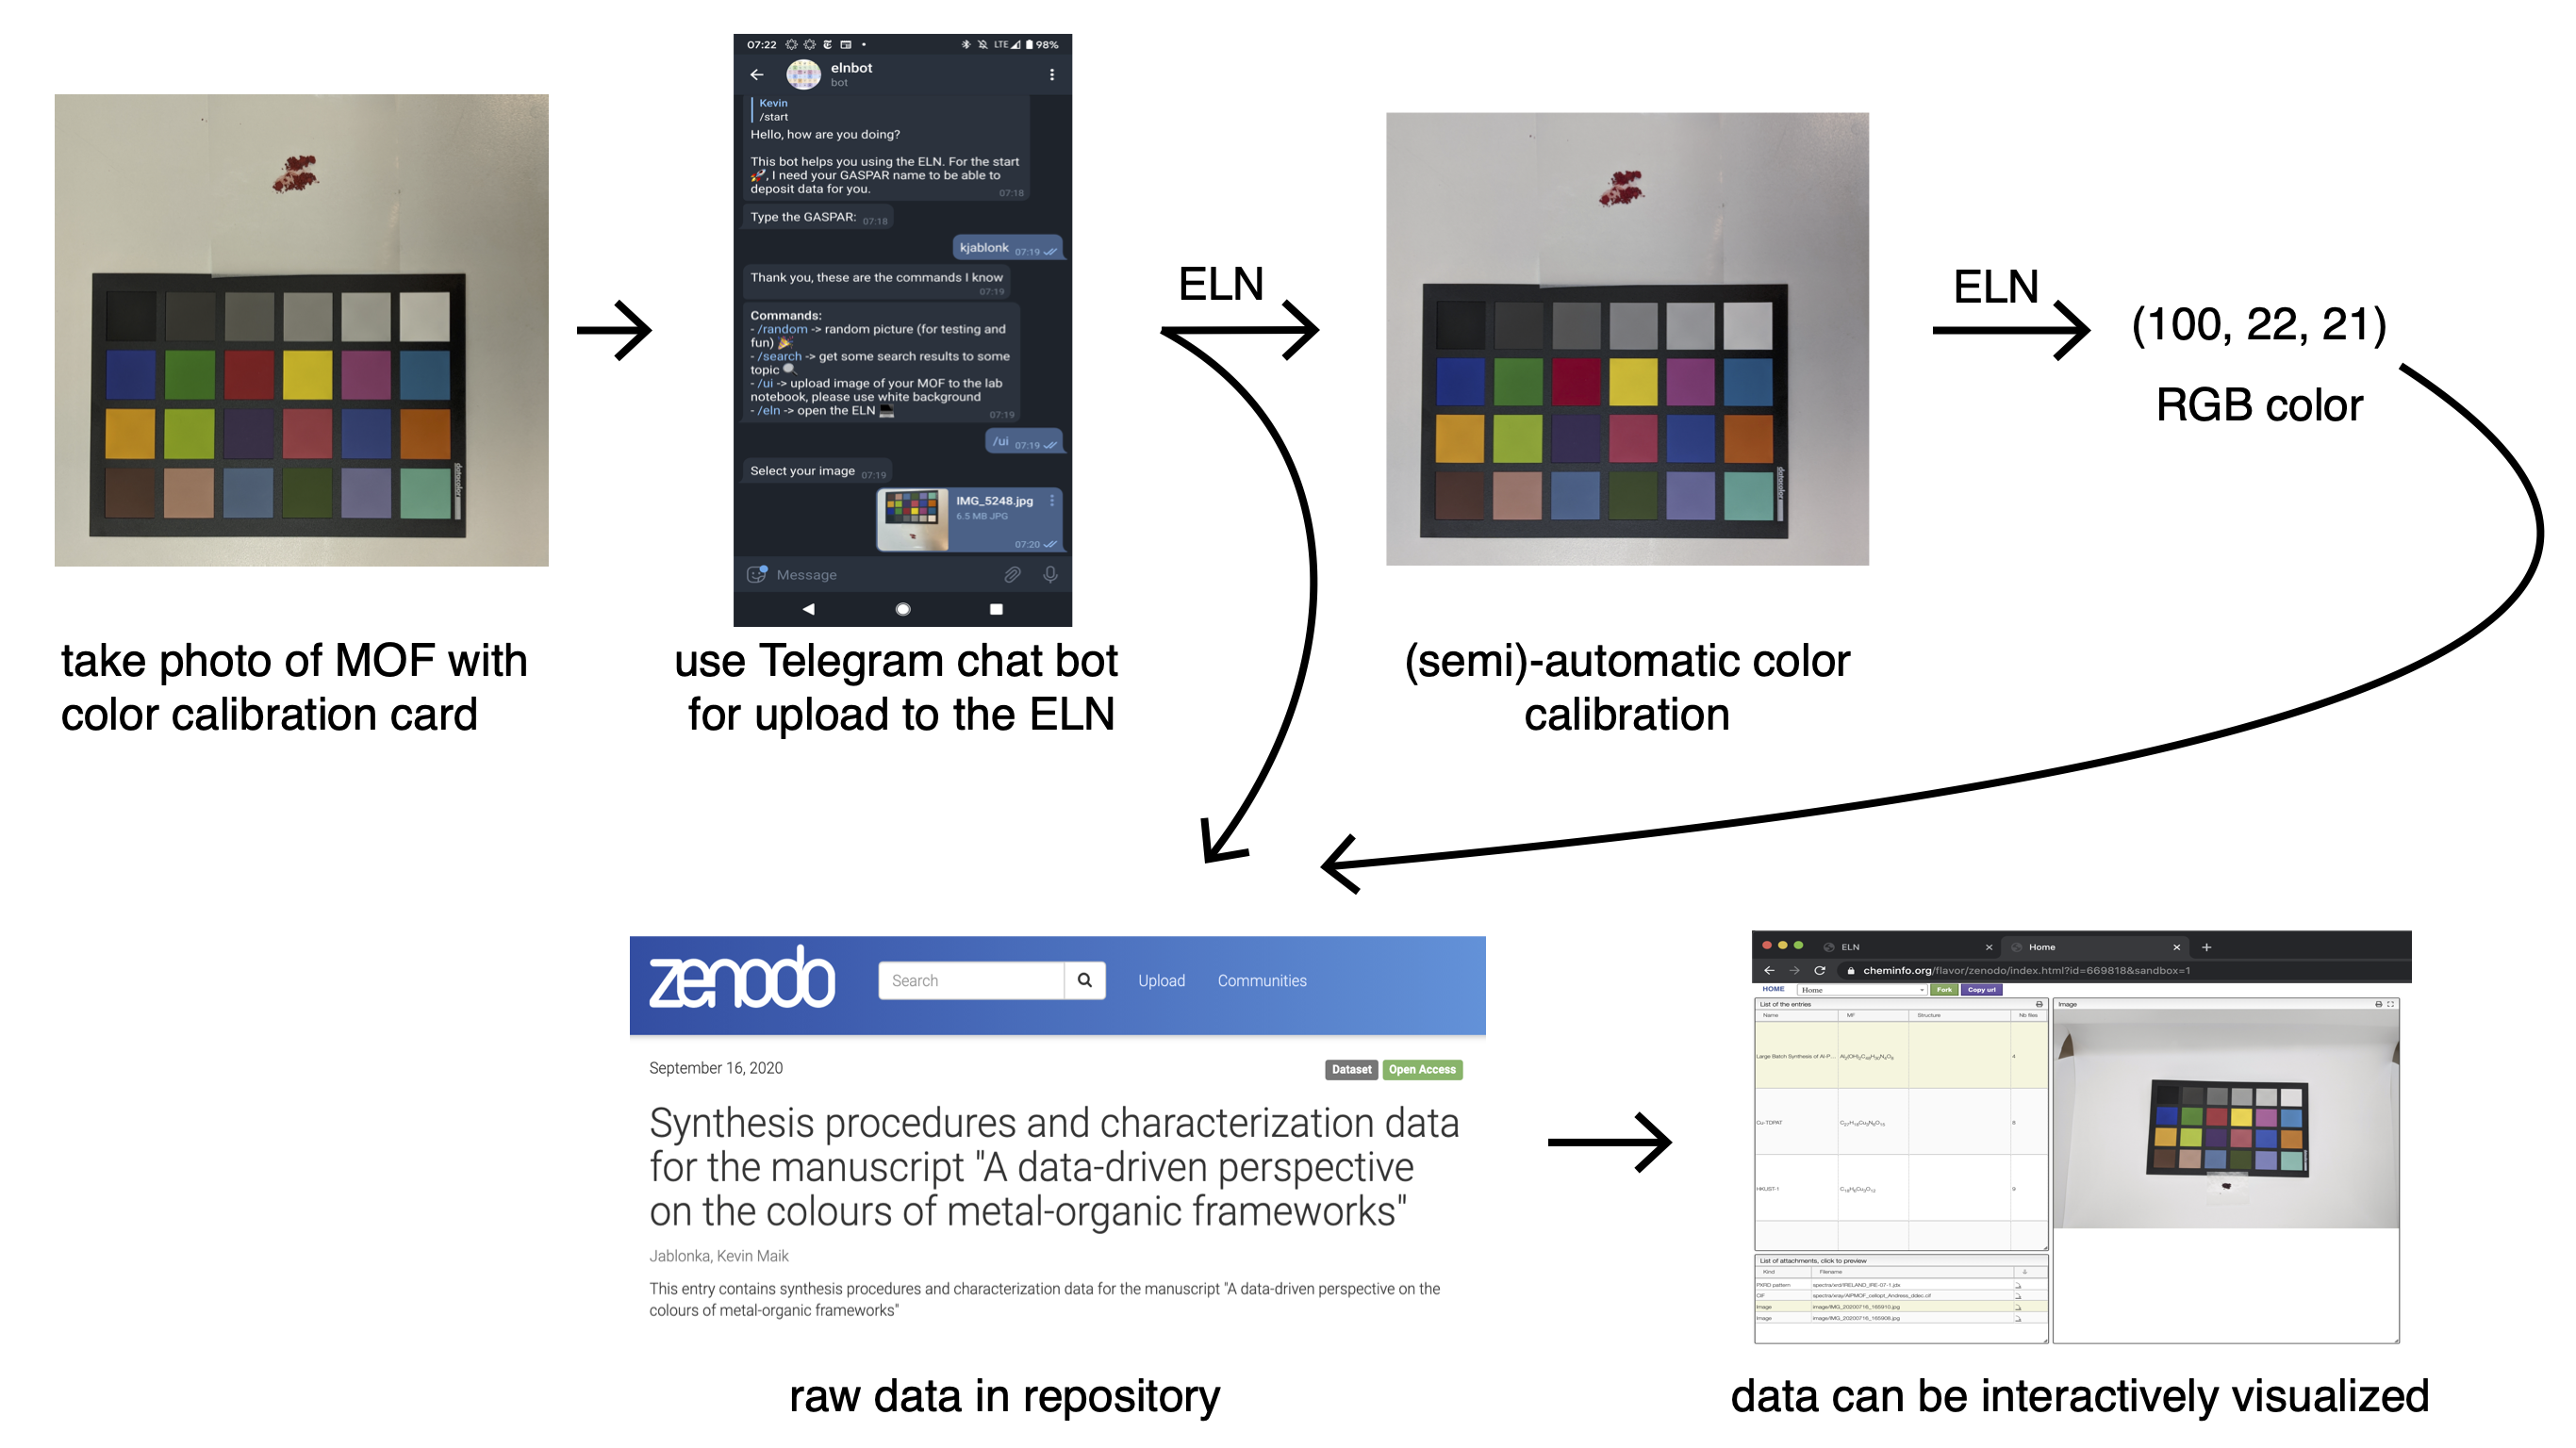 07:22
LTE
98%
elnbot
bot
Kevin
/start
Hello, how are you doing?
This bot helps you using the ELN. For the start
🚀, I need your GASPAR name to be able to
deposit data for you.
07:18
Type the GASPAR: 07:18
kjablonk 07:19
Thank you, these are the commands I know
07:19
Commands:
- /random -> random picture (for testing and
fun) 🎉
- /search -> get some search results to some
topic 🔍
- /ui -> upload image of your MOF to the lab
notebook, please use white background
- /eln -> open the ELN 💻
07:19
/ui 07:19
Select your image 07:19
IMG_5248.jpg
6.5 MB JPG
07:20
Message
datacolor
take photo of MOF with
color calibration card
use Telegram chat bot
for upload to the ELN
ELN
datacolor
(semi)-automatic color
calibration
ELN
(100, 22, 21)
RGB color
zenodo
Search
Upload
Communities
September 16, 2020
Dataset
Open Access
Synthesis procedures and characterization data
for the manuscript "A data-driven perspective
on the colours of metal-organic frameworks"
Jablonka, Kevin Maik
This entry contains synthesis procedures and characterization data for the manuscript "A data-driven perspective on the
colours of metal-organic frameworks"
raw data in repository
ELN
Home
cheminfo.org/flavor/zenodo/index.html?id=669818&sandbox=1
HOME
Home
Fork
Copy url
List of the entries
Image
Name MF Structure Nb files
Large Batch Synthesis of Al-P... 4
Cu-TDPAT 8
HKUST-1 9
List of attachments, click to preview
Kind Filename
PXRD pattern spectra/xrd/IRELAND_IRE-07-1.jdx
CIF
Image image/IMG_20200716_165910.jpg
Image image/IMG_20200716_165908.jpg
data can be interactively visualized